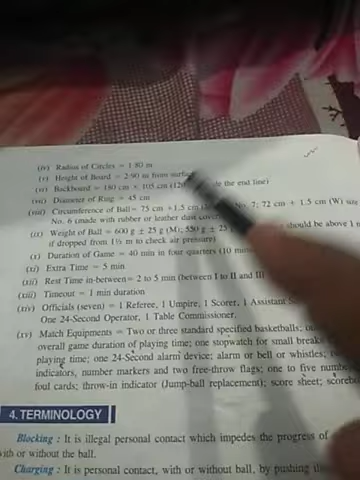 (iv) Radius of Circles = 1.80 m
(v) Height of Board = 2.90 m from surface
(vi) Backboard = 180 cm × 105 cm (120 the end line)
(vii) Diameter of Ring = 45 cm
(viii) Circumference of Ball = 75 cm +1.5 cm No. 7; 72 cm + 1.5 cm (W) size
No. 6 (made with rubber or leather dust cover
(ix) Weight of Ball = 600 g ± 25 g (M); 550 g ± 25 g should be above 1 m
if dropped from 1½ m to check air pressure)
(x) Duration of Game = 40 min in four quarters (10 min
(xi) Extra Time = 5 min
(xii) Rest Time in-between= 2 to 5 min (between I to II and III
(xiii) Timeout = 1 min duration
(xiv) Officials (seven) = 1 Referee, 1 Umpire, 1 Scorer, 1 Assistant
One 24-Second Operator, 1 Table Commissioner.
(xv) Match Equipments = Two or three standard specified basketballs;
overall game duration of playing time; one stopwatch for small breaks
playing time; one 24-Second alarm device; alarm or bell or whistles;
indicators, number markers and two free-throw flags; one to five number
foul cards; throw-in indicator (Jump-ball replacement); score sheet;
4. TERMINOLOGY
Blocking : It is illegal personal contact which impedes the progress of
with or without the ball.
Charging : It is personal contact, with or without ball, by pushing